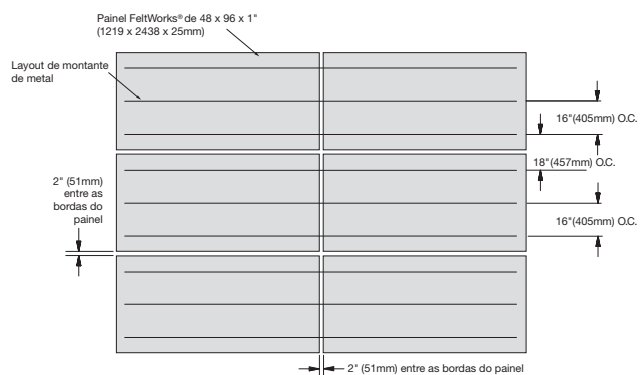 Painel FeltWorks® de 48 x 96 x 1"
(1219 x 2438 x 25mm)
Layout de montante
de metal
16"(405mm) O.C.
18"(457mm) O.C.
2" (51mm)
entre as
bordas do
painel
16"(405mm) O.C.
2" (51mm) entre as bordas do painel